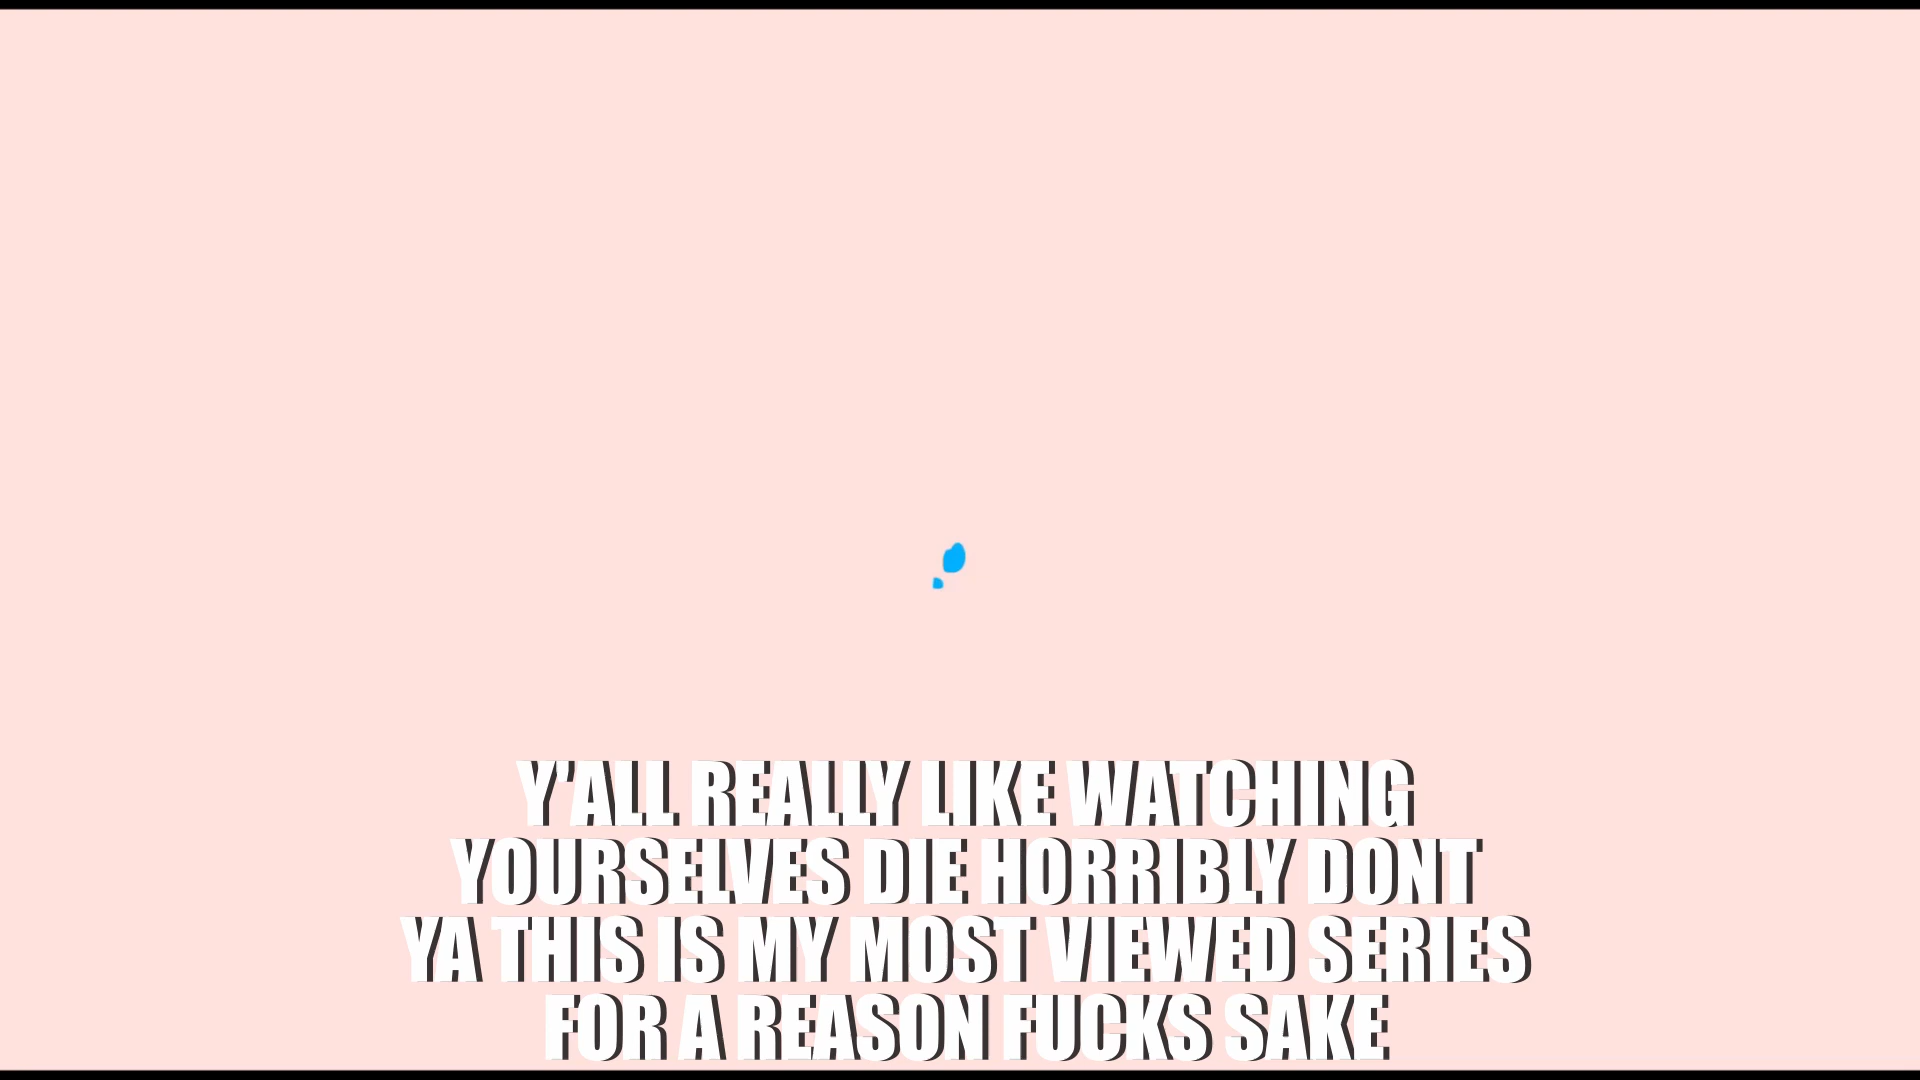 Y'ALL REALLY LIKE WATCHING
YOURSELVES DIE HORRIBLY DONT
YA THIS IS MY MOST VIEWED SERIES
FOR A REASON FUCKS SAKE